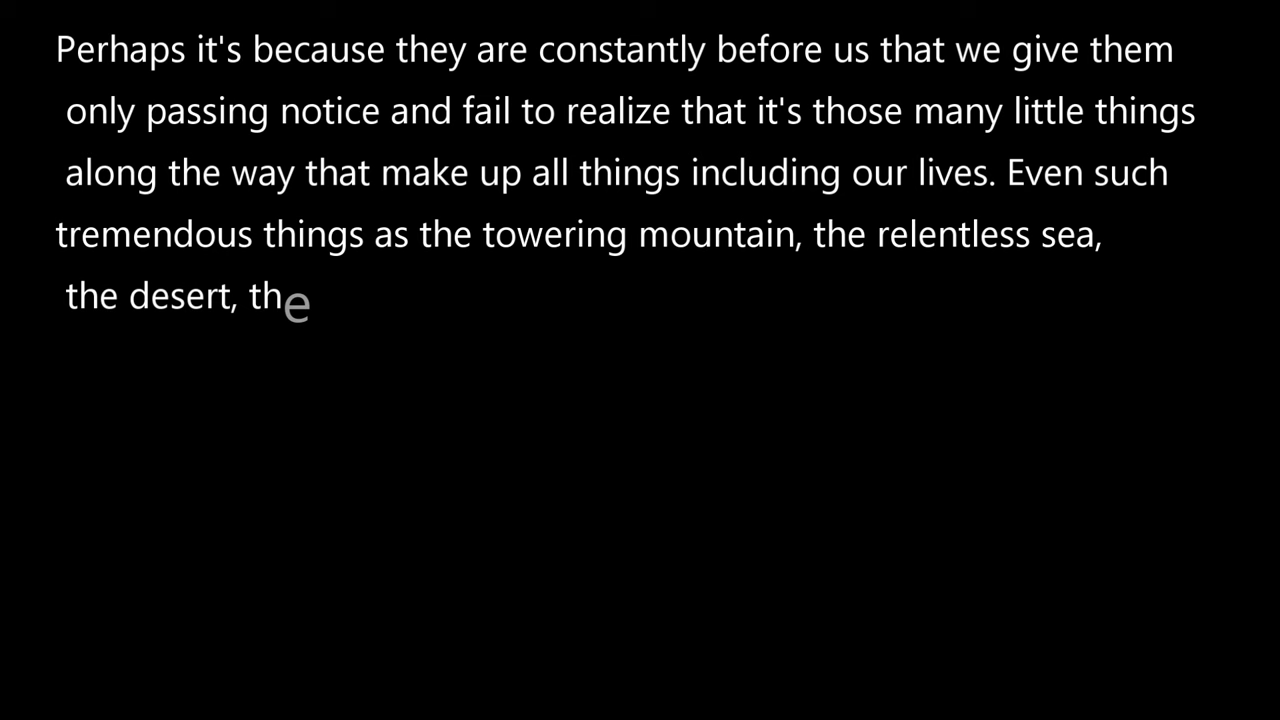 Perhaps it's because they are constantly before us that we give them
only passing notice and fail to realize that it's those many little things
along the way that make up all things including our lives. Even such
tremendous things as the towering mountain, the relentless sea,
the desert, the